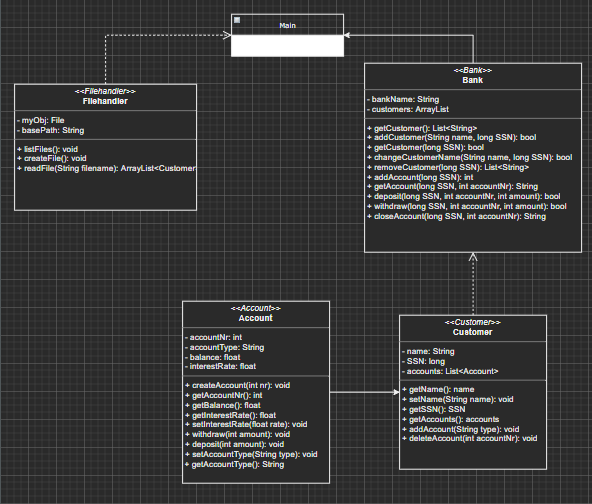 Main
<<Filehandler>>
Filehandler
- myObj: File
- basePath: String
+ listFiles(): void
+ createFile(): void
+ readFile(String filename): ArrayList<Customer
<<Bank>>
Bank
- bankName: String
- customers: ArrayList
+ getCustomer(): List<String>
+ addCustomer(String name, long SSN): bool
+ getCustomer(long SSN): bool
+ changeCustomerName(String name, long SSN): bool
+ removeCustomer(long SSN): List<String>
+ addAccount(long SSN): int
+ getAccount(long SSN, int accountNr): String
+ deposit(long SSN, int accountNr, int amount): bool
+ withdraw(long SSN, int accountNr, int amount): bool
+ closeAccount(long SSN, int accountNr): String
<<Account>>
Account
- accountNr: int
- accountType: String
- balance: float
- interestRate: float
+ createAccount(int nr): void
+ getAccountNr(): int
+ getBalance(): float
+ getInterestRate(): float
+ setInterestRate(float rate): void
+ withdraw(int amount): void
+ deposit(int amount): void
+ setAccountType(String type): void
+ getAccountType(): String
<<Customer>>
Customer
- name: String
- SSN: long
- accounts: List<Account>
+ getName(): name
+ setName(String name): void
+ getSSN(): SSN
+ getAccounts(): accounts
+ addAccount(String type): void
+ deleteAccount(int accountNr): void